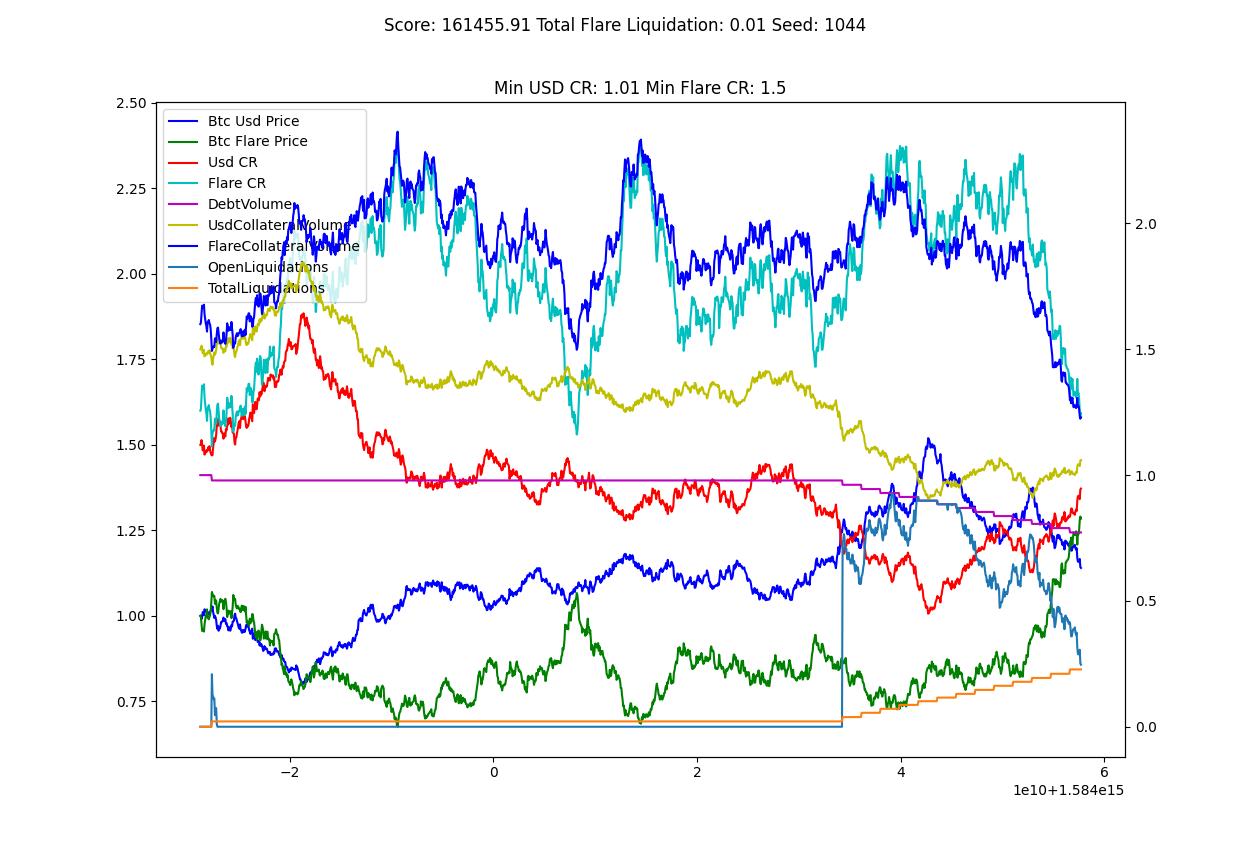 Score: 161455.91 Total Flare Liquidation: 0.01 Seed: 1044
Min USD CR: 1.01 Min Flare CR: 1.5
2.50
2.25
2.00
1.75
1.50
1.25
1.00
0.75
Btc Usd Price
Btc Flare Price
Usd CR
Flare CR
DebtVolume
UsdCollateralVolume
FlareCollateralVolume
OpenLiquidations
TotalLiquidations
2.0
1.5
1.0
0.5
0.0
−2 0 2 4 6
1e10+1.584e15